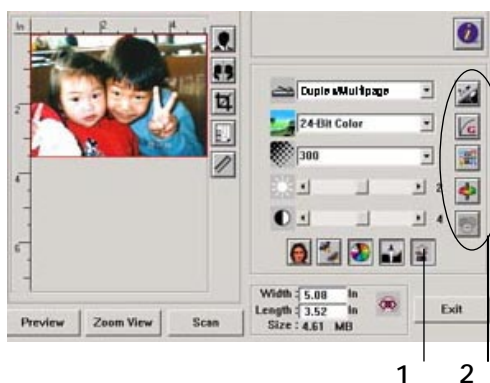 In
2
4
2
4
6
Duplex/Multipage
24-Bit Color
G
300
2
4
Width : 5.08 In
Length : 3.52 In
Size : 4.61 MB
Preview
Zoom View
Scan
Exit
1
2